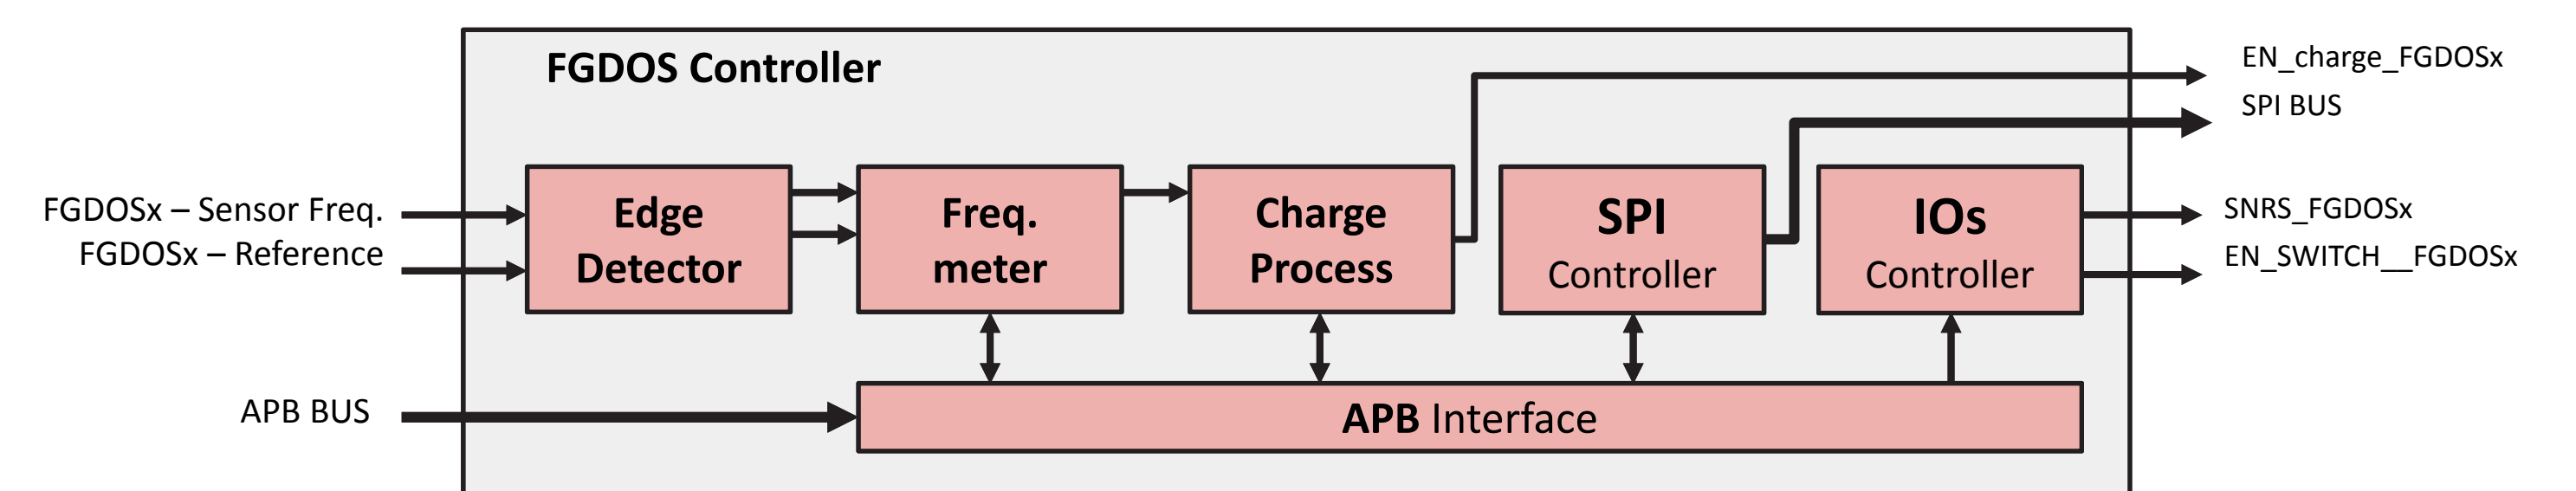 FGDOS Controller
EN_charge_FGDOSx
SPI BUS
FGDOSx – Sensor Freq.
FGDOSx – Reference
Edge
Detector
Freq.
meter
Charge
Process
SPI
Controller
IOs
Controller
SNRS_FGDOSx
EN_SWITCH__FGDOSx
APB BUS
APB Interface